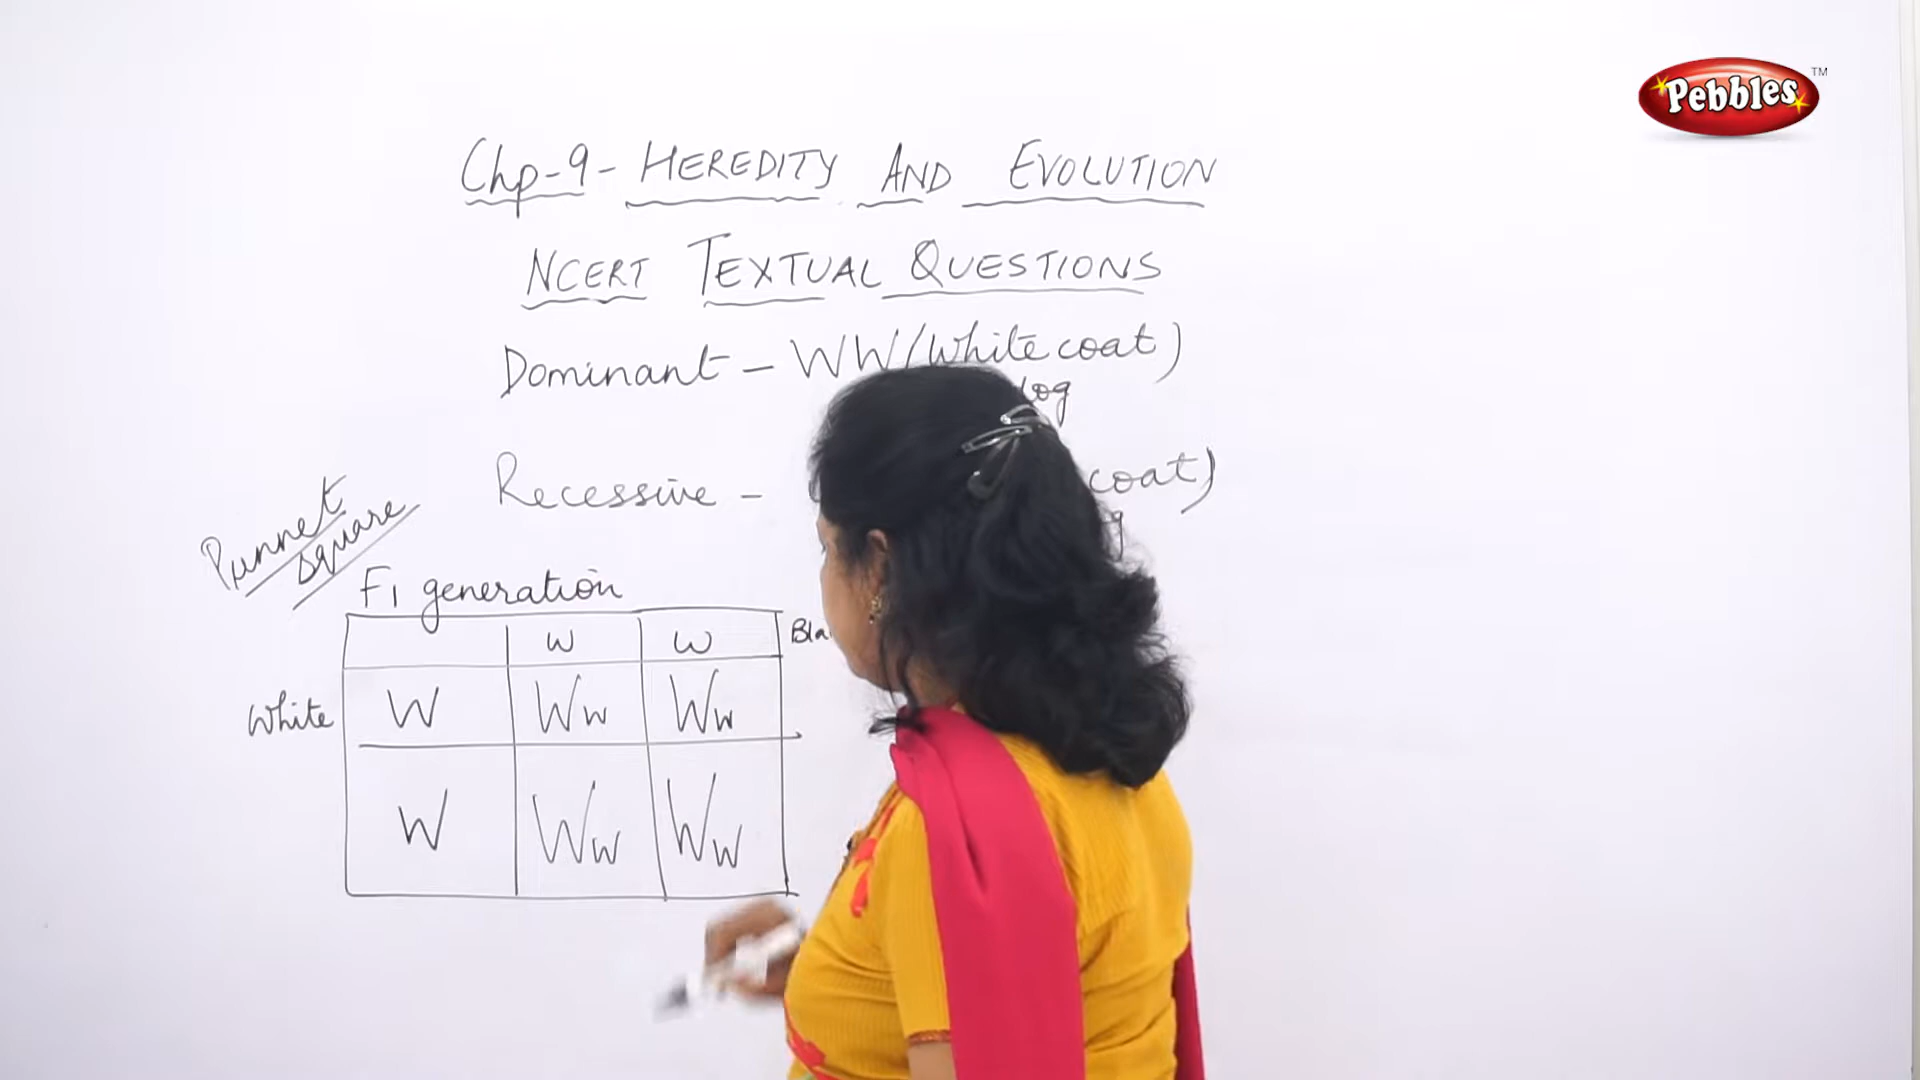 Pebbles TM
Chp-9- HEREDITY AND EVOLUTION
NCERT TEXTUAL QUESTIONS
Dominant - WW (White coat)
Recessive - coat)
Punnet
square
F1 generation
w w
White W Ww Ww
W Ww Ww